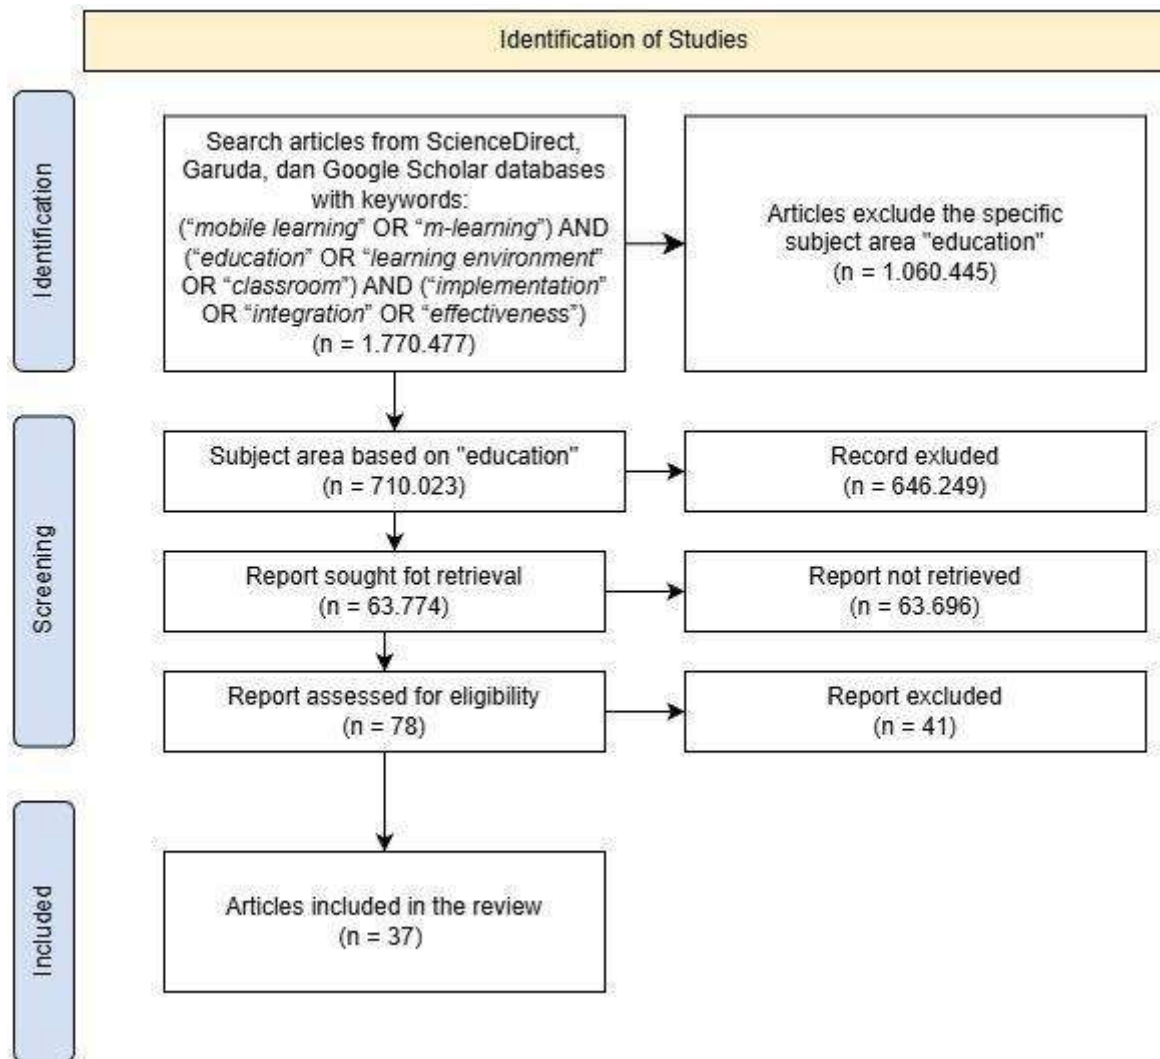 Identification of Studies
Identification
Search articles from ScienceDirect,
Garuda, dan Google Scholar databases
with keywords:
(“mobile learning” OR “m-learning”) AND
(“education” OR “learning environment”
OR “classroom”) AND (“implementation”
OR “integration” OR “effectiveness”)
(n = 1.770.477)
Articles exclude the specific
subject area "education"
(n = 1.060.445)
Screening
Subject area based on "education"
(n = 710.023)
Record exluded
(n = 646.249)
Report sought fot retrieval
(n = 63.774)
Report not retrieved
(n = 63.696)
Report assessed for eligibility
(n = 78)
Report excluded
(n = 41)
Included
Articles included in the review
(n = 37)